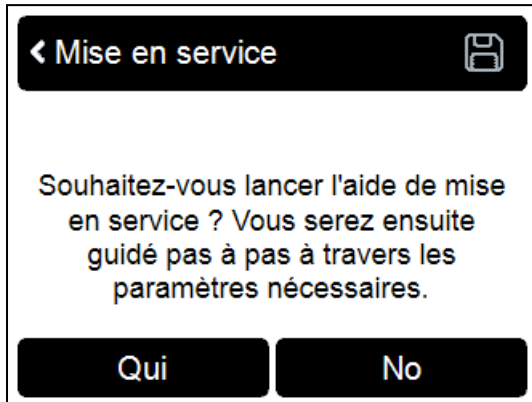 Mise en service
Souhaitez-vous lancer l'aide de mise
en service ? Vous serez ensuite
guidé pas à pas à travers les
paramètres nécessaires.
Qui
No